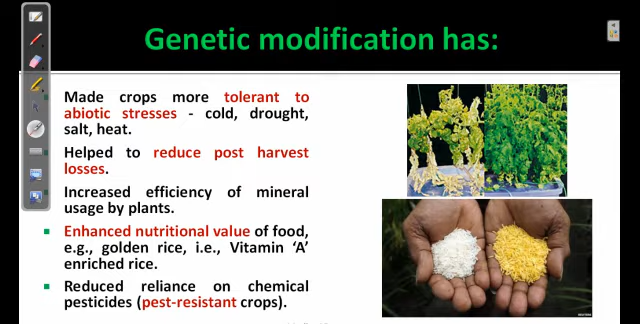 Genetic modification has:
Made crops more tolerant to
abiotic stresses - cold, drought,
salt, heat.
Helped to reduce post harvest
losses.
Increased efficiency of mineral
usage by plants.
Enhanced nutritional value of food,
e.g., golden rice, i.e., Vitamin ‘A’
enriched rice.
Reduced reliance on chemical
pesticides (pest-resistant crops).